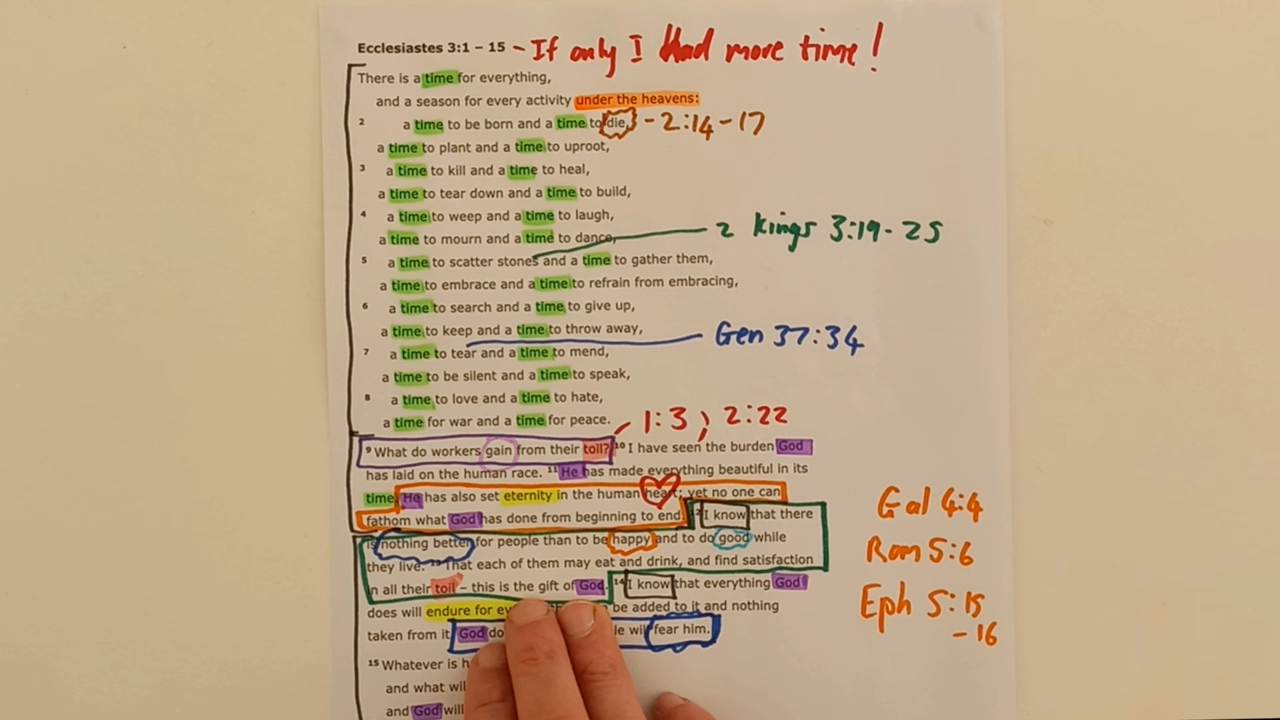 Ecclesiastes 3:1 – 15 - If only I had more time!
There is a time for everything,
and a season for every activity under the heavens:
2 a time to be born and a time to die, - 2:14-17
a time to plant and a time to uproot,
3 a time to kill and a time to heal,
a time to tear down and a time to build,
4 a time to weep and a time to laugh,
a time to mourn and a time to dance,
2 Kings 3:19-25
5 a time to scatter stones and a time to gather them,
a time to embrace and a time to refrain from embracing,
6 a time to search and a time to give up,
a time to keep and a time to throw away,
Gen 37:34
7 a time to tear and a time to mend,
a time to be silent and a time to speak,
8 a time to love and a time to hate,
a time for war and a time for peace.
1:3; 2:22
9 What do workers gain from their toil? 10 I have seen the burden God
has laid on the human race. 11 He has made everything beautiful in its
time. He has also set eternity in the human heart; yet no one can
fathom what God has done from beginning to end. 12 I know that there
is nothing better for people than to be happy and to do good while
they live. 13 That each of them may eat and drink, and find satisfaction
in all their toil – this is the gift of God. 14 I know that everything God
does will endure for be added to it and nothing
taken from it. God fear him.
15 Whatever is
and what
and God will
Gal 4:4
Rom 5:6
Eph 5:15
-16